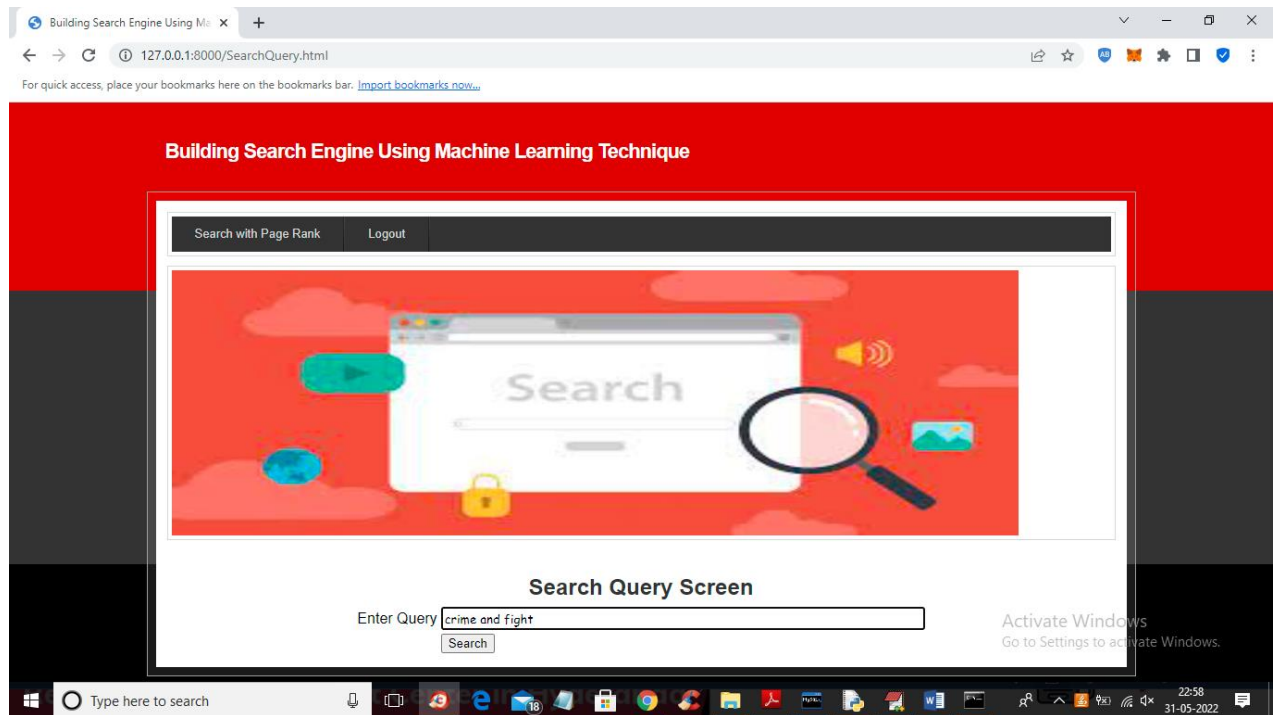 Building Search Engine Using Ma
127.0.0.1:8000/SearchQuery.html
For quick access, place your bookmarks here on the bookmarks bar. Import bookmarks now...
Building Search Engine Using Machine Learning Technique
Search with Page Rank Logout
Search
Search Query Screen
Enter Query crime and fight
Search
Activate Windows
Go to Settings to activate Windows.
Type here to search
18
22:58
31-05-2022